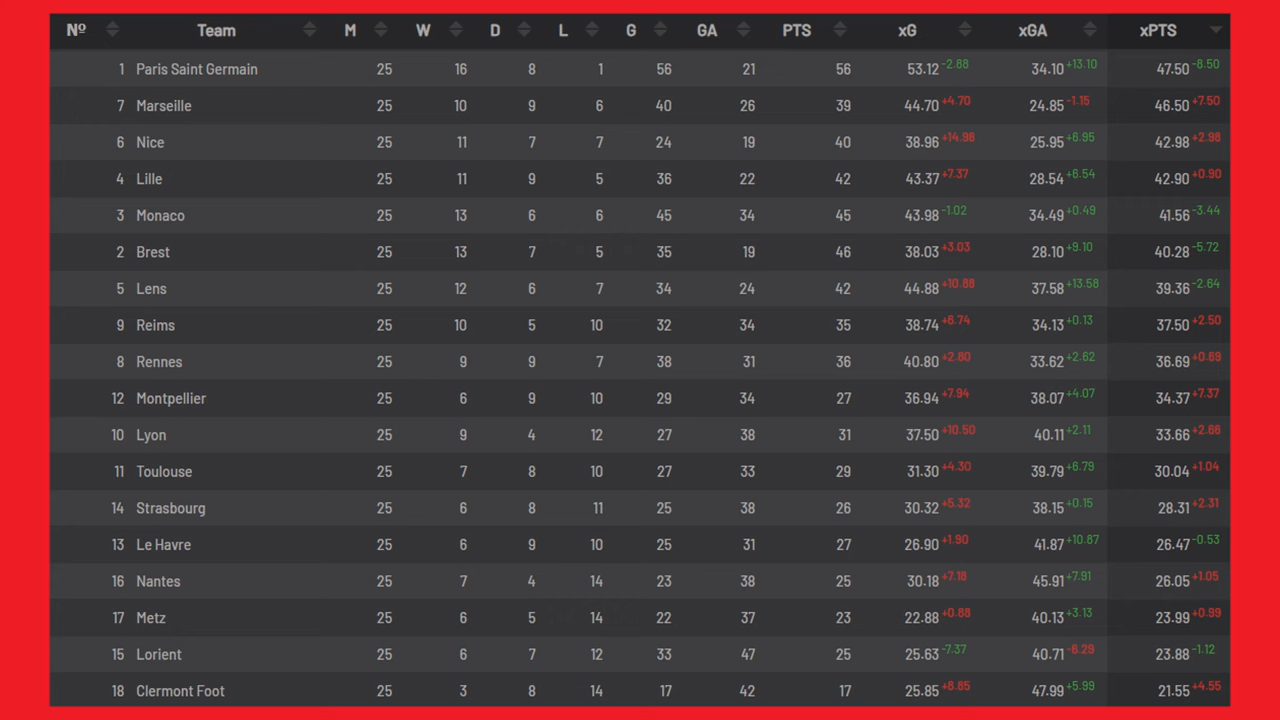 Nº Team M W D L G GA PTS xG xGA xPTS
1 Paris Saint Germain 25 16 8 1 56 21 56 53.12 -2.88 34.10 +13.10 47.50 -8.50
7 Marseille 25 10 9 6 40 26 39 44.70 +4.70 24.85 -1.15 46.50 +7.50
6 Nice 25 11 7 7 24 19 40 38.96 +14.96 25.95 +6.95 42.98 +2.98
4 Lille 25 11 9 5 36 22 42 43.37 +7.37 28.54 +6.54 42.90 +0.90
3 Monaco 25 13 6 6 45 34 45 43.98 -1.02 34.49 +0.49 41.56 -3.44
2 Brest 25 13 7 5 35 19 46 38.03 +3.03 28.10 +9.10 40.28 -5.72
5 Lens 25 12 6 7 34 24 42 44.88 +10.88 37.58 +13.58 39.36 -2.64
9 Reims 25 10 5 10 32 34 35 38.74 +6.74 34.13 +0.13 37.50 +2.50
8 Rennes 25 9 9 7 38 31 36 40.80 +2.80 33.62 +2.62 36.69 +0.69
12 Montpellier 25 6 9 10 29 34 27 36.94 +7.94 38.07 +4.07 34.37 +7.37
10 Lyon 25 9 4 12 27 38 31 37.50 +10.50 40.11 +2.11 33.66 +2.66
11 Toulouse 25 7 8 10 27 33 29 31.30 +4.30 39.79 +6.79 30.04 +1.04
14 Strasbourg 25 6 8 11 25 38 26 30.32 +5.32 38.15 +0.15 28.31 +2.31
13 Le Havre 25 6 9 10 25 31 27 26.90 +1.90 41.87 +10.87 26.47 -0.53
16 Nantes 25 7 4 14 23 38 25 30.18 +7.18 45.91 +7.91 26.05 +1.05
17 Metz 25 6 5 14 22 37 23 22.88 +0.88 40.13 +3.13 23.99 +0.99
15 Lorient 25 6 7 12 33 47 25 25.63 -7.37 40.71 -6.29 23.88 -1.12
18 Clermont Foot 25 3 8 14 17 42 17 25.85 +8.85 47.99 +5.99 21.55 +4.55